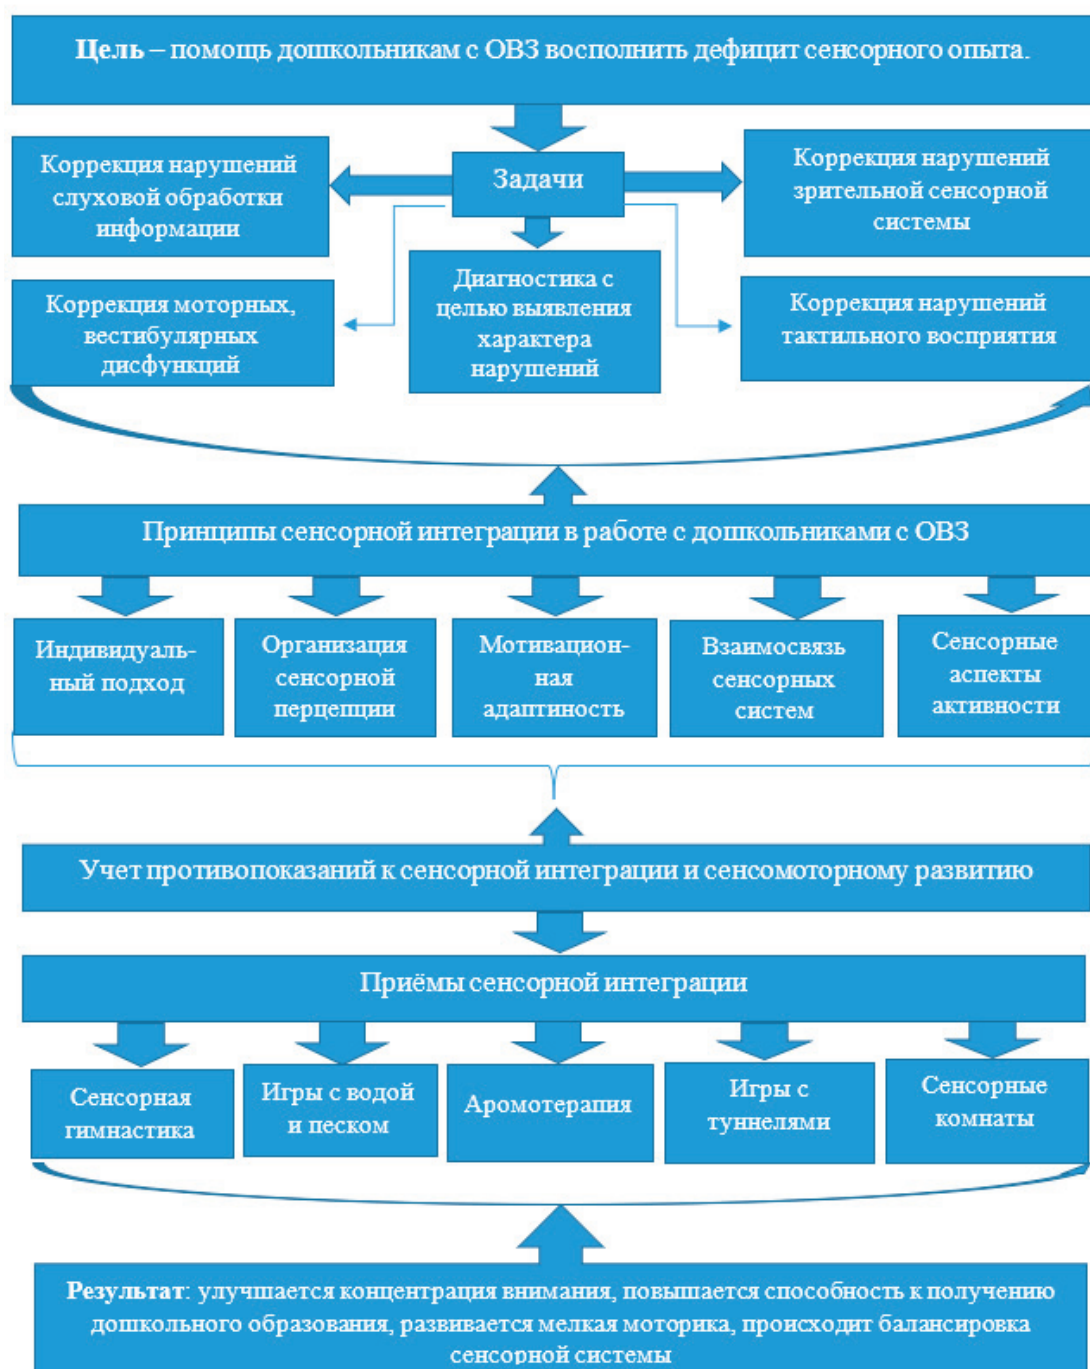 Цель – помощь дошкольникам с ОВЗ восполнить дефицит сенсорного опыта.
Задачи
Коррекция нарушений
слуховой обработки
информации
Коррекция нарушений
зрительной сенсорной
системы
Коррекция моторных,
вестибулярных
дисфункций
Диагностика с
целью выявления
характера
нарушений
Коррекция нарушений
тактильного восприятия
Принципы сенсорной интеграции в работе с дошкольниками с ОВЗ
Индивидуаль-
ный подход
Организация
сенсорной
перцепции
Мотивацион-
ная
адаптиность
Взаимосвязь
сенсорных
систем
Сенсорные
аспекты
активности
Учет противопоказаний к сенсорной интеграции и сенсомоторному развитию
Приёмы сенсорной интеграции
Сенсорная
гимнастика
Игры с водой
и песком
Аромотерапия
Игры с
туннелями
Сенсорные
комнаты
Результат: улучшается концентрация внимания, повышается способность к получению
дошкольного образования, развивается мелкая моторика, происходит балансировка
сенсорной системы